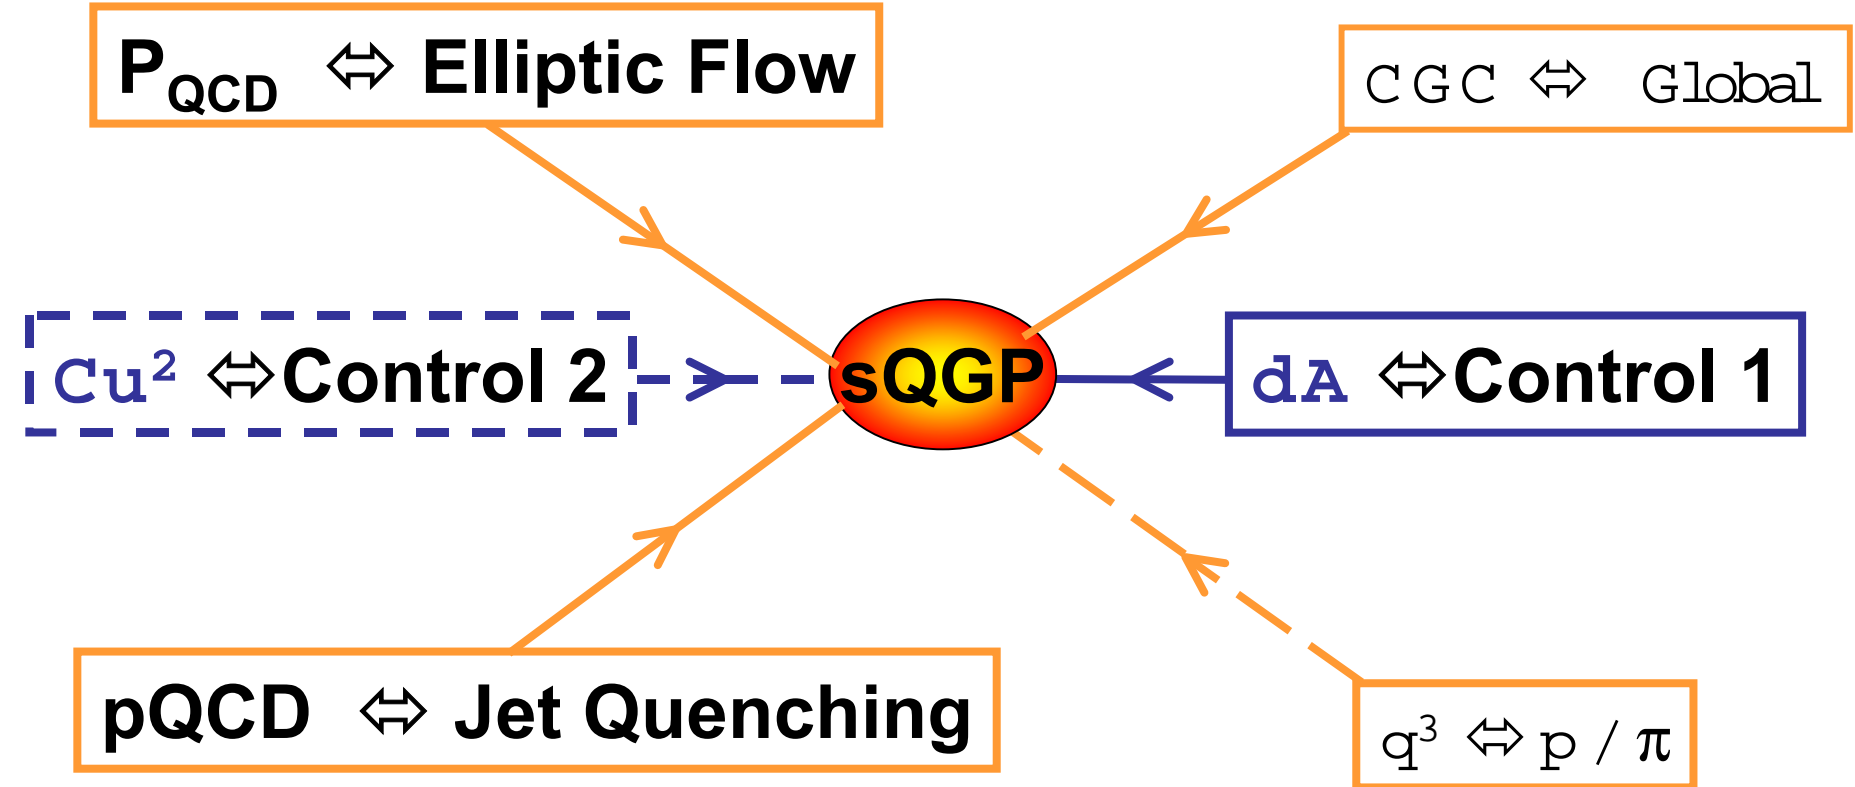 P_QCD ⇔ Elliptic Flow
CGC ⇔ Global
Cu² ⇔ Control 2
sQGP
dA ⇔ Control 1
pQCD ⇔ Jet Quenching
q³ ⇔ p / π